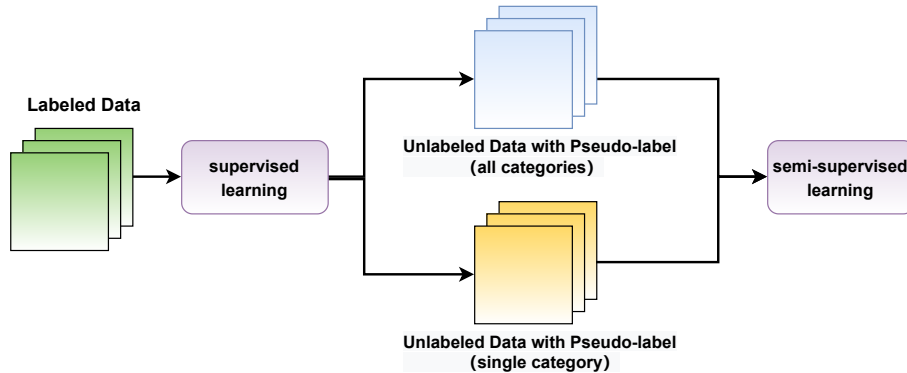 Labeled Data
supervised
learning
Unlabeled Data with Pseudo-label
(all categories)
Unlabeled Data with Pseudo-label
(single category)
semi-supervised
learning